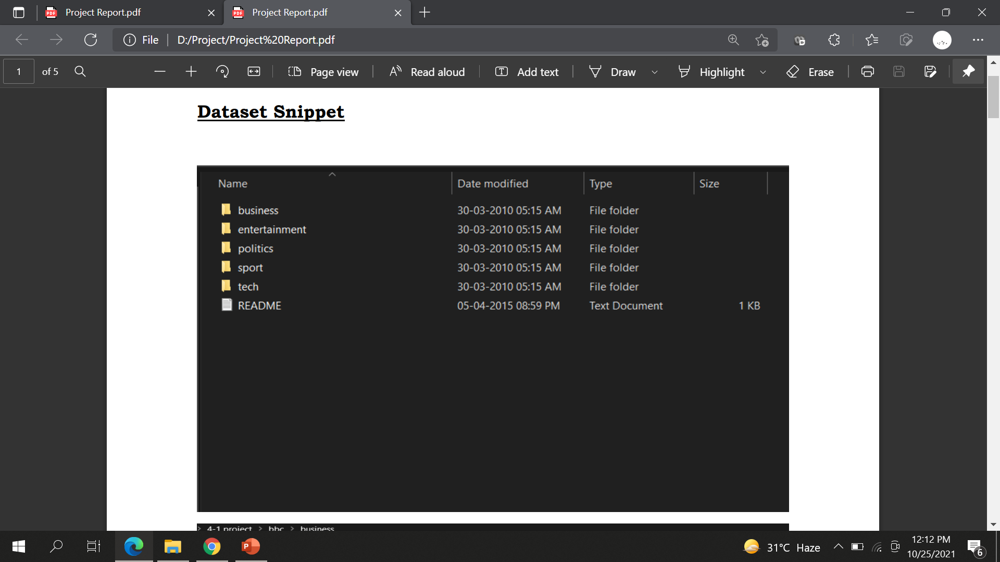 Project Report.pdf
Project Report.pdf
File
D:/Project/Project%20Report.pdf
1 of 5
Page view
Read aloud
Add text
Draw
Highlight
Erase
Dataset Snippet
Name Date modified Type Size
business 30-03-2010 05:15 AM File folder
entertainment 30-03-2010 05:15 AM File folder
politics 30-03-2010 05:15 AM File folder
sport 30-03-2010 05:15 AM File folder
tech 30-03-2010 05:15 AM File folder
README 05-04-2015 08:59 PM Text Document 1 KB
> 4-1 project > bbc > business
31°C Haze
12:12 PM
10/25/2021
6